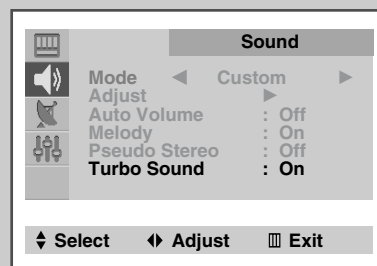 Sound
Mode ◀ Custom ▶
Adjust ▶
Auto Volume : Off
Melody : On
Pseudo Stereo : Off
Turbo Sound : On
Select Adjust Exit